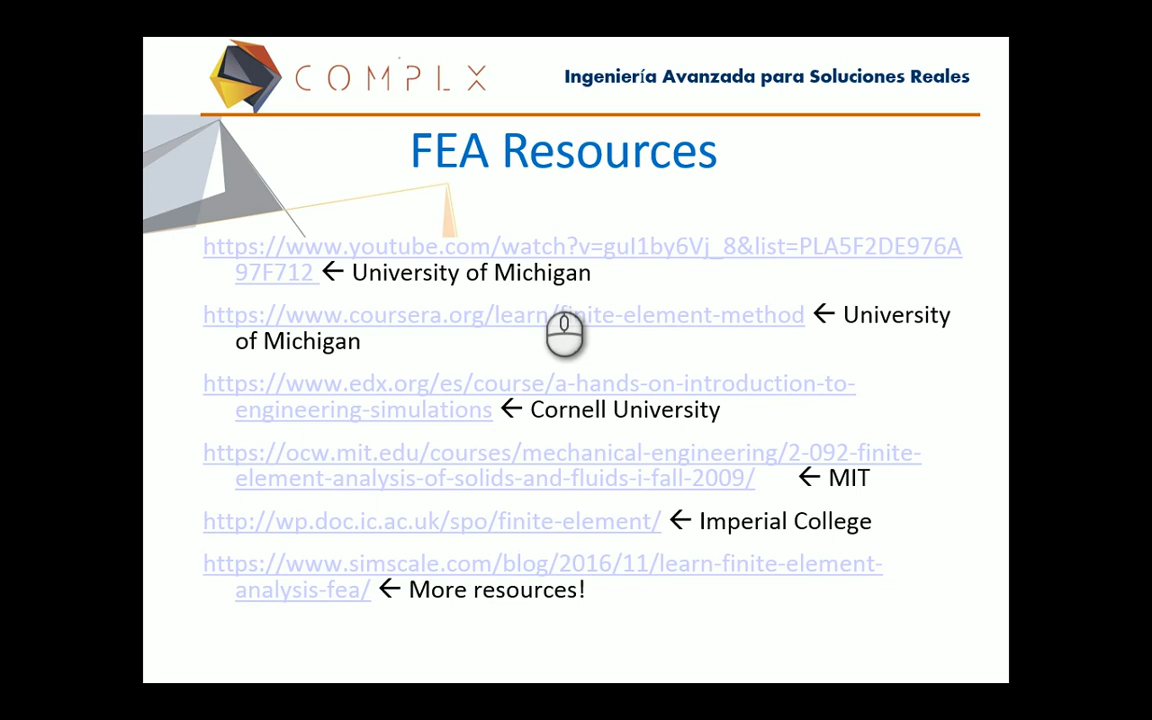 COMPLX
Ingeniería Avanzada para Soluciones Reales
FEA Resources
https://www.youtube.com/watch?v=guI1by6Vj_8&list=PLA5F2DE976A
97F712 ← University of Michigan
https://www.coursera.org/learn/finite-element-method ← University
of Michigan
https://www.edx.org/es/course/a-hands-on-introduction-to-
engineering-simulations ← Cornell University
https://ocw.mit.edu/courses/mechanical-engineering/2-092-finite-
element-analysis-of-solids-and-fluids-i-fall-2009/ ← MIT
http://wp.doc.ic.ac.uk/spo/finite-element/ ← Imperial College
https://www.simscale.com/blog/2016/11/learn-finite-element-
analysis-fea/ ← More resources!